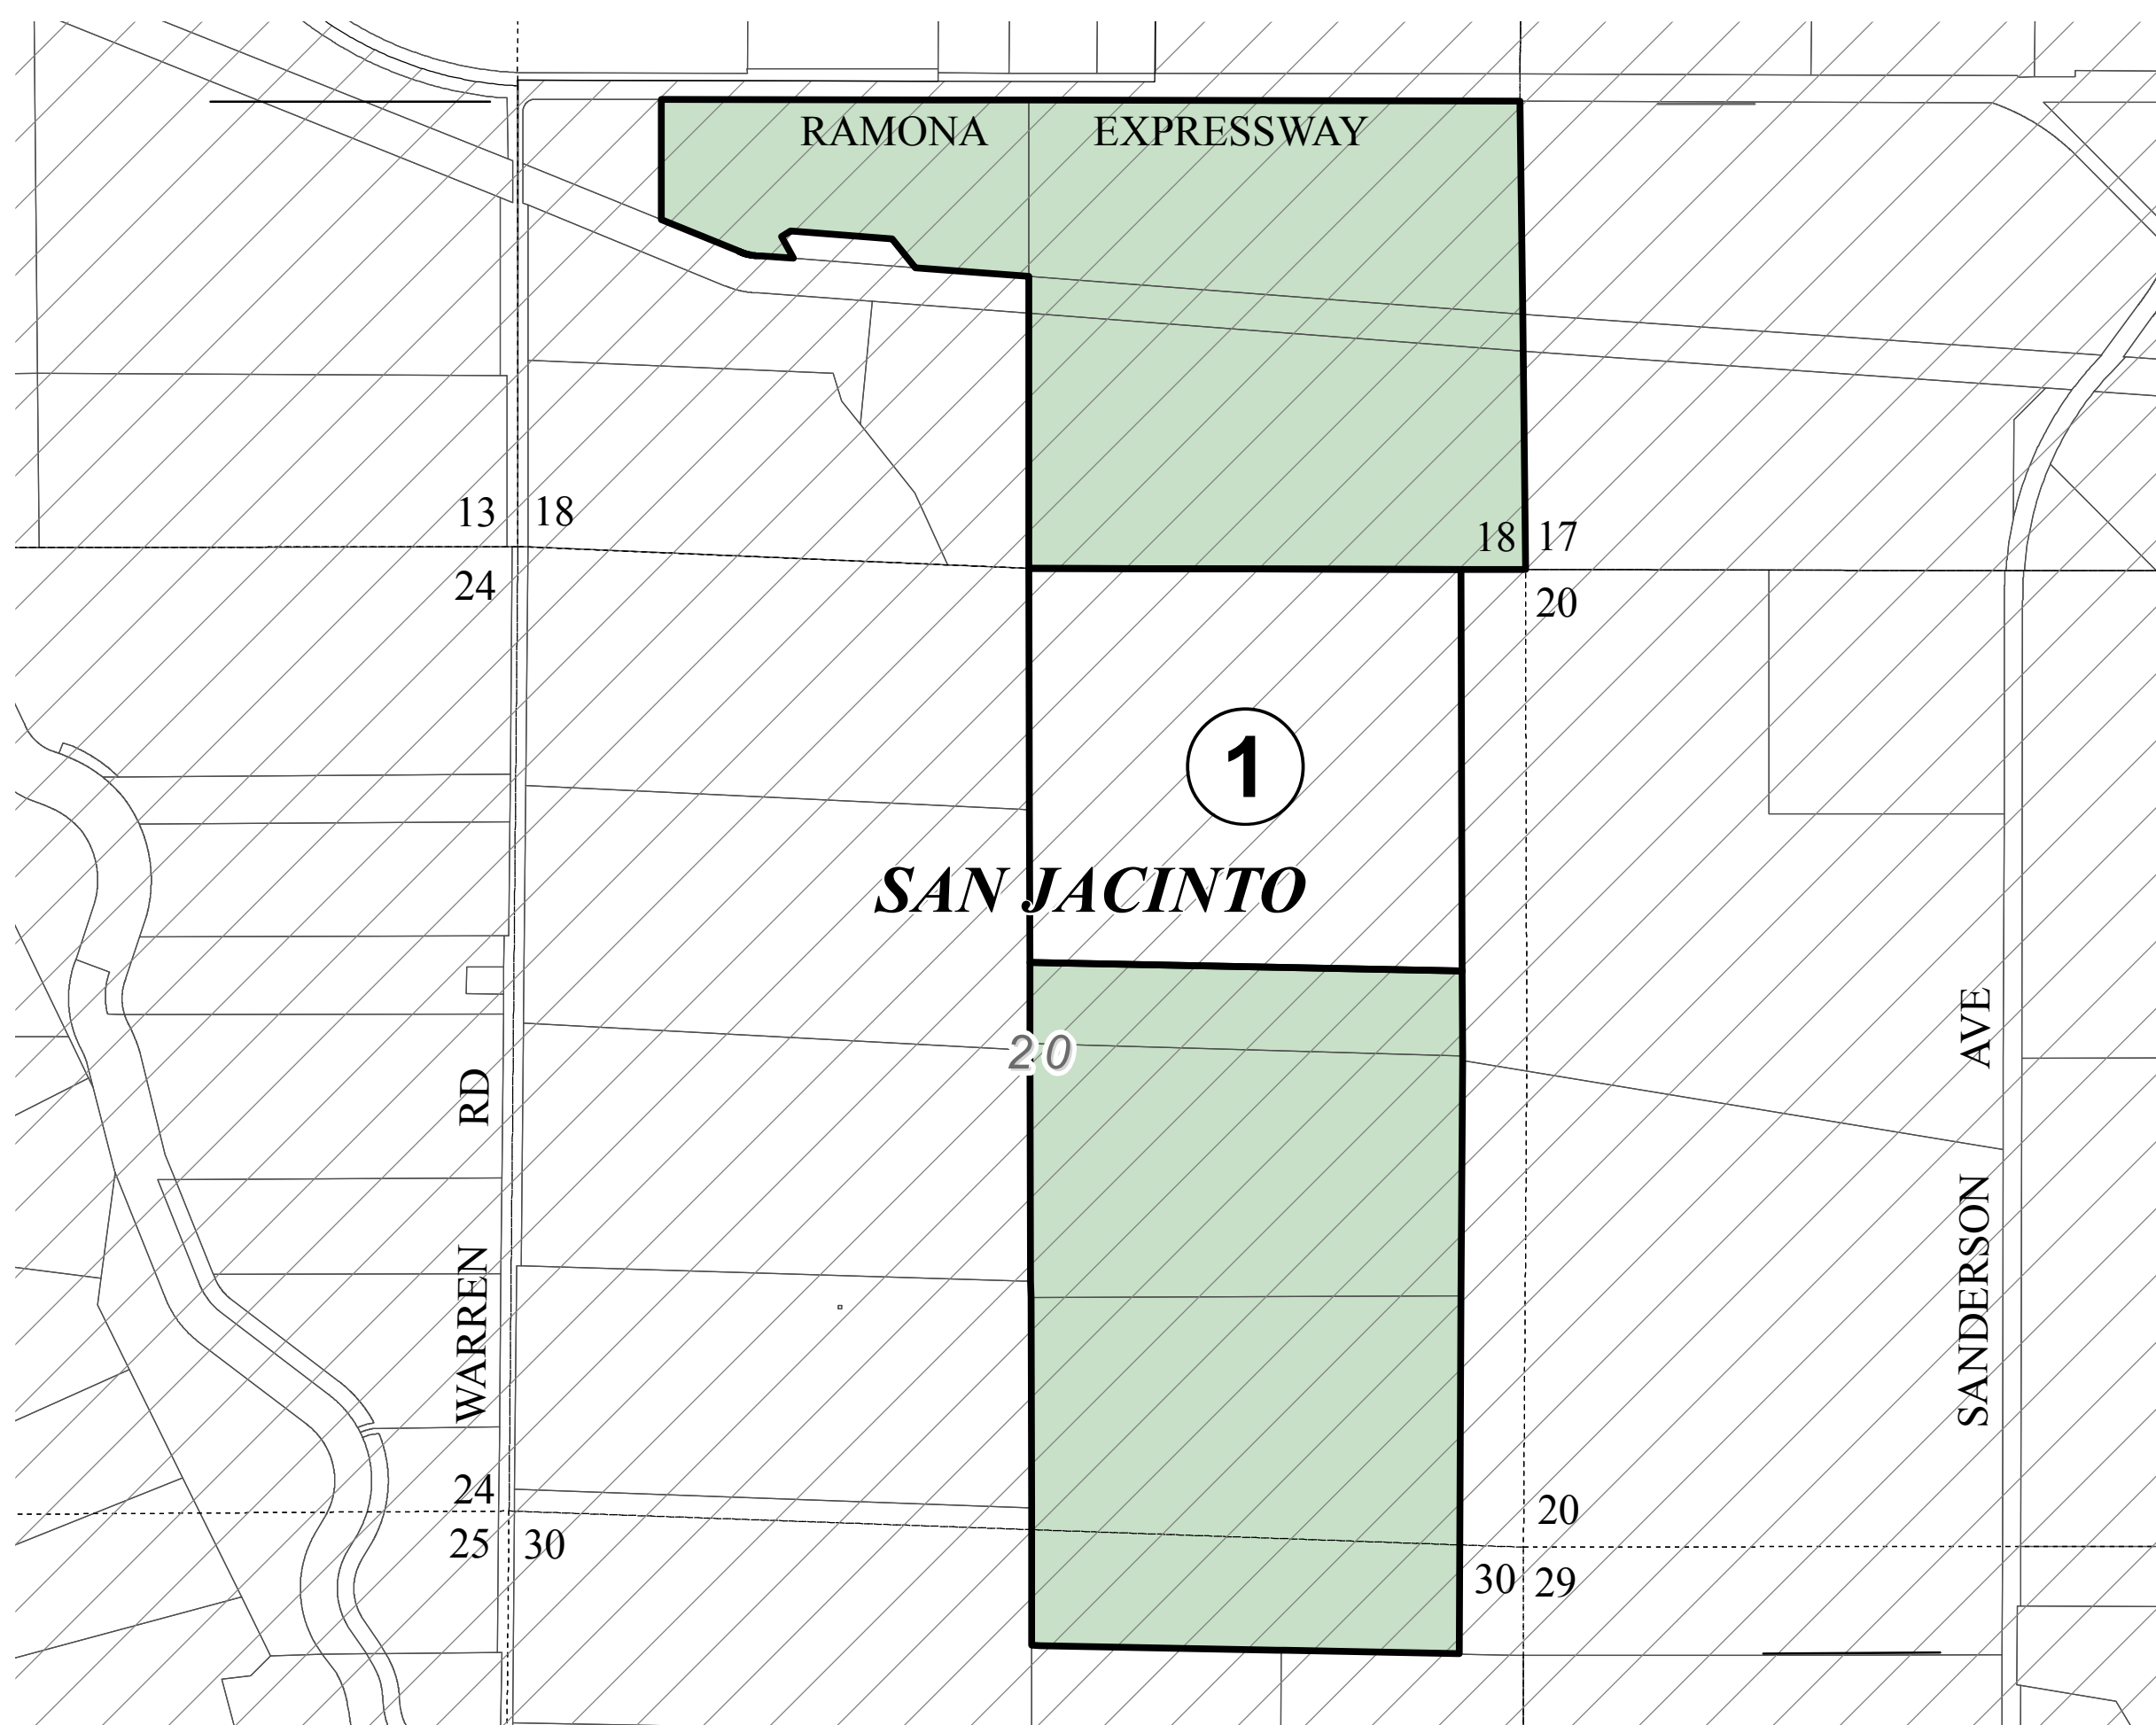 RAMONA EXPRESSWAY
13 18
18 17
24
20
1
SAN JACINTO
20
WARREN RD
SANDERSON AVE
24
20
25 30
30 29